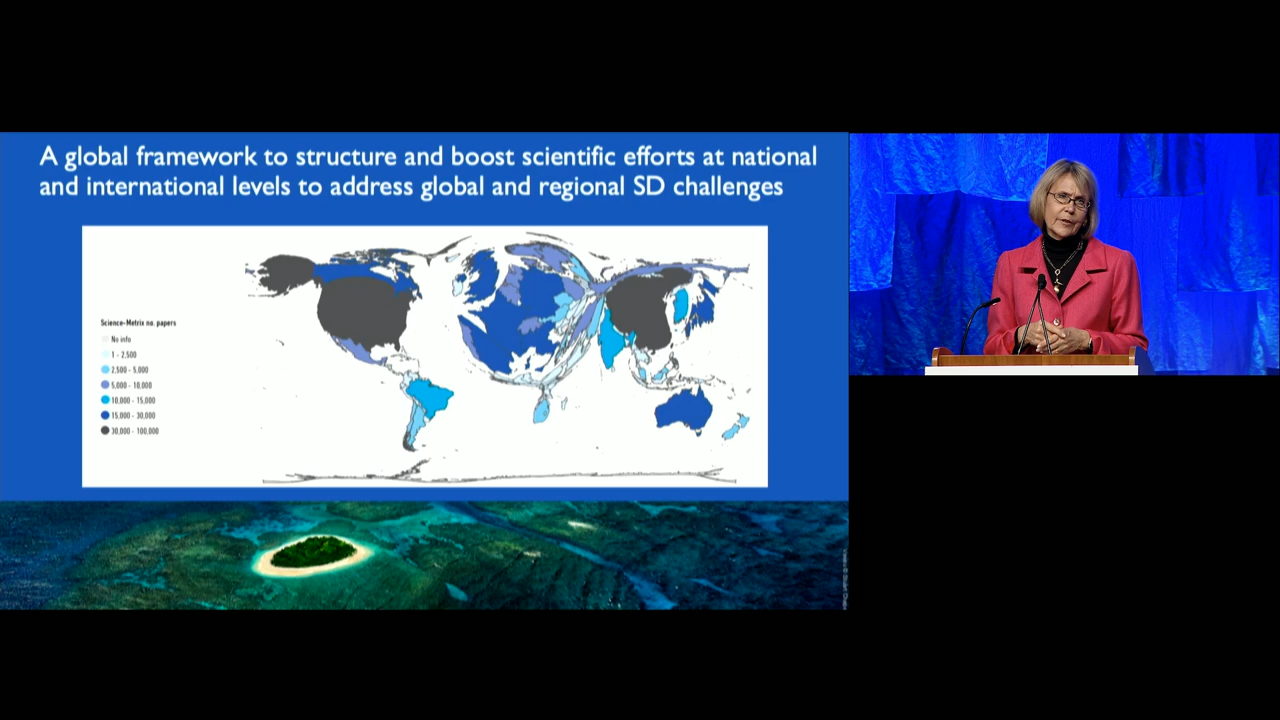 A global framework to structure and boost scientific efforts at national
and international levels to address global and regional SD challenges
Science-Metrix no. papers
No info
1 - 2,500
2,500 - 5,000
5,000 - 10,000
10,000 - 15,000
15,000 - 30,000
30,000 - 100,000